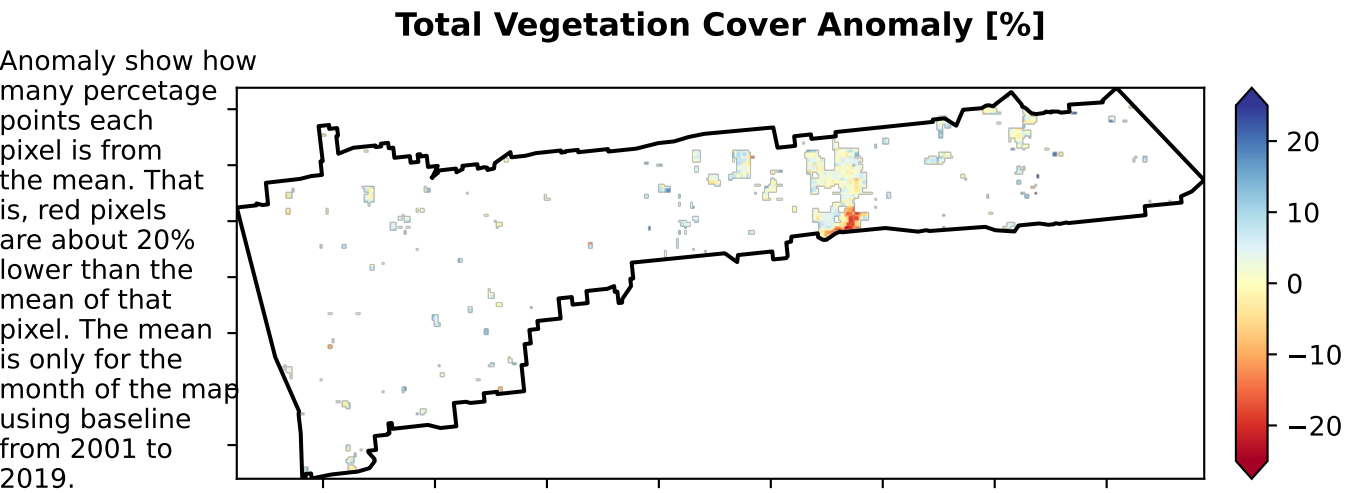 Total Vegetation Cover Anomaly [%]
Anomaly show how
many percetage
points each
pixel is from
the mean. That
is, red pixels
are about 20%
lower than the
mean of that
pixel. The mean
is only for the
month of the map
using baseline
from 2001 to
2019.
20
10
0
−10
−20